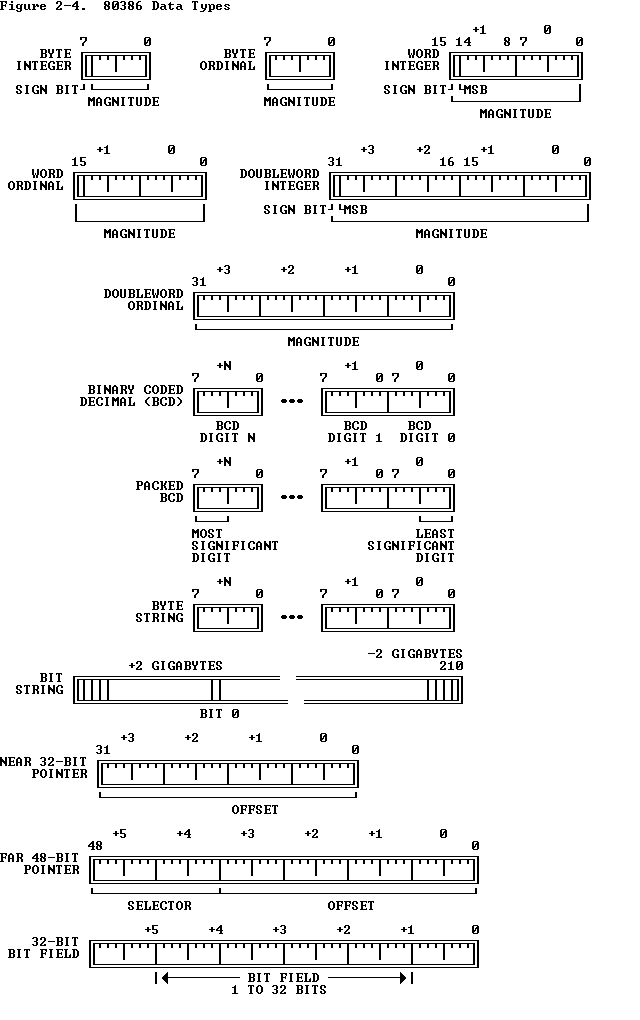 Figure 2-4.  80386 Data Types
+1 0
7 0 7 0 15 14 8 7 0
BYTE INTEGER
BYTE ORDINAL
WORD INTEGER
SIGN BIT
MAGNITUDE
MAGNITUDE
SIGN BIT
MSB
MAGNITUDE
+1 0
15 0
WORD ORDINAL
MAGNITUDE
+3 +2 +1 0
31 16 15 0
DOUBLEWORD INTEGER
SIGN BIT
MSB
MAGNITUDE
+3 +2 +1 0
31 0
DOUBLEWORD ORDINAL
MAGNITUDE
+N +1 0
7 0 7 0 7 0
BINARY CODED
DECIMAL (BCD)
•••
BCD BCD BCD
DIGIT N DIGIT 1 DIGIT 0
+N +1 0
7 0 7 0 7 0
PACKED
BCD
•••
MOST SIGNIFICANT DIGIT
LEAST SIGNIFICANT DIGIT
+N +1 0
7 0 7 0 7 0
BYTE
STRING
•••
-2 GIGABYTES
+2 GIGABYTES 210
BIT
STRING
BIT 0
+3 +2 +1 0
31 0
NEAR 32-BIT
POINTER
OFFSET
+5 +4 +3 +2 +1 0
48 0
FAR 48-BIT
POINTER
SELECTOR OFFSET
+5 +4 +3 +2 +1 0
32-BIT
BIT FIELD
BIT FIELD
1 TO 32 BITS